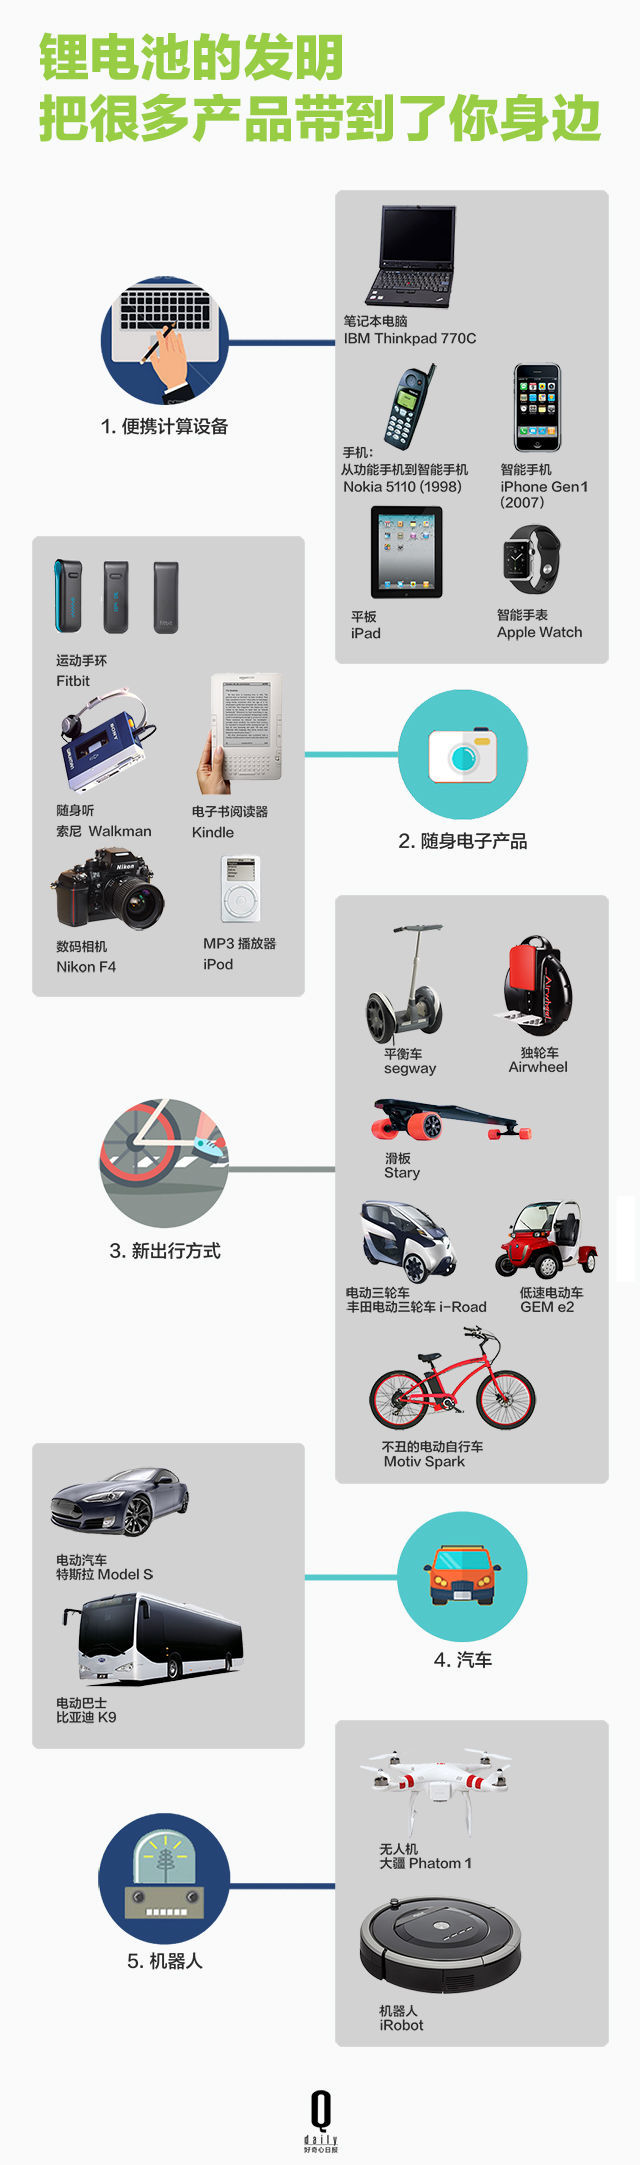 锂电池的发明
把很多产品带到了你身边
笔记本电脑
IBM Thinkpad 770C
1. 便携计算设备
手机：
从功能手机到智能手机
Nokia 5110 (1998)
智能手机
iPhone Gen1
(2007)
平板
iPad
智能手表
Apple Watch
运动手环
Fitbit
随身听
索尼 Walkman
电子书阅读器
Kindle
2. 随身电子产品
数码相机
Nikon F4
MP3 播放器
iPod
平衡车
segway
独轮车
Airwheel
滑板
Stary
3. 新出行方式
电动三轮车
丰田电动三轮车 i-Road
低速电动车
GEM e2
不丑的电动自行车
Motiv Spark
电动汽车
特斯拉 Model S
4. 汽车
电动巴士
比亚迪 K9
无人机
大疆 Phatom 1
5. 机器人
机器人
iRobot
Q
daily
好奇心日报